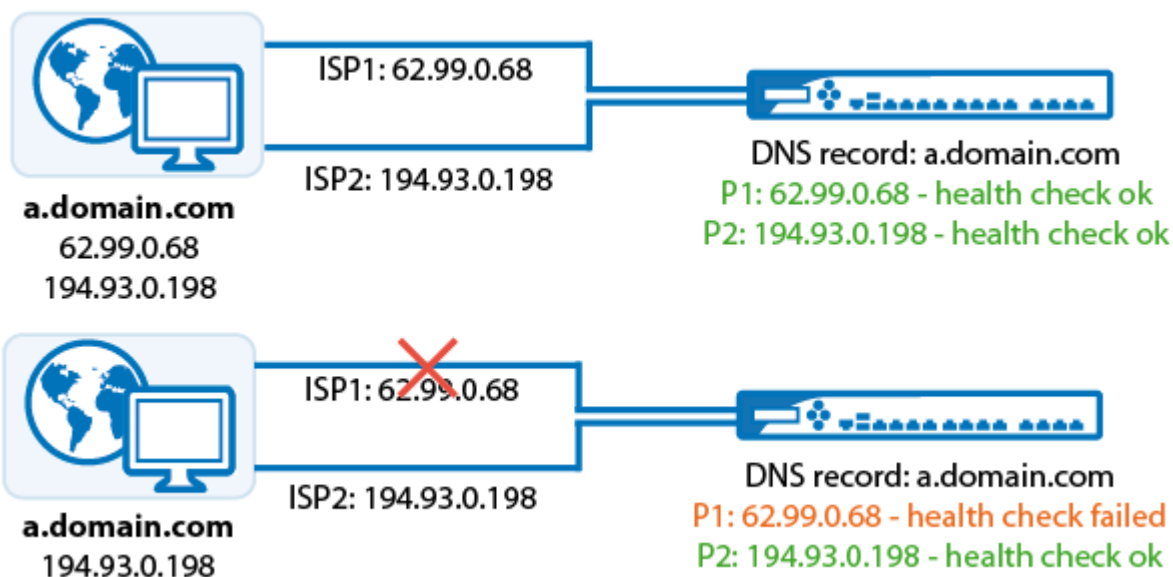 ISP1: 62.99.0.68
ISP2: 194.93.0.198
a.domain.com
62.99.0.68
194.93.0.198
DNS record: a.domain.com
P1: 62.99.0.68 - health check ok
P2: 194.93.0.198 - health check ok
ISP1: 62.99.0.68
ISP2: 194.93.0.198
a.domain.com
194.93.0.198
DNS record: a.domain.com
P1: 62.99.0.68 - health check failed
P2: 194.93.0.198 - health check ok